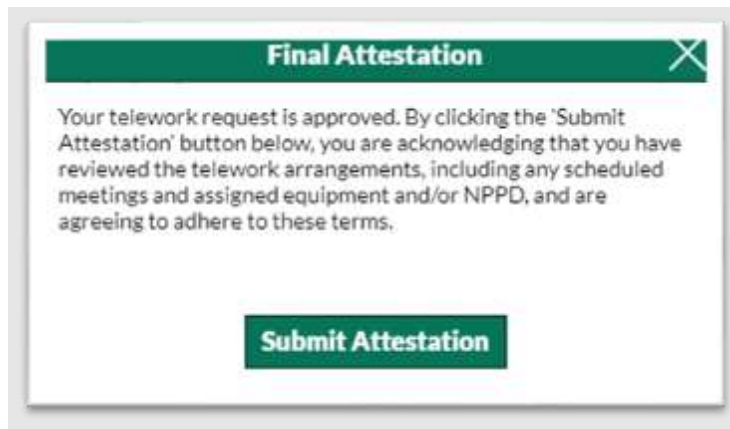 Final Attestation
Your telework request is approved. By clicking the 'Submit
Attestation' button below, you are acknowledging that you have
reviewed the telework arrangements, including any scheduled
meetings and assigned equipment and/or NPPD, and are
agreeing to adhere to these terms.
Submit Attestation